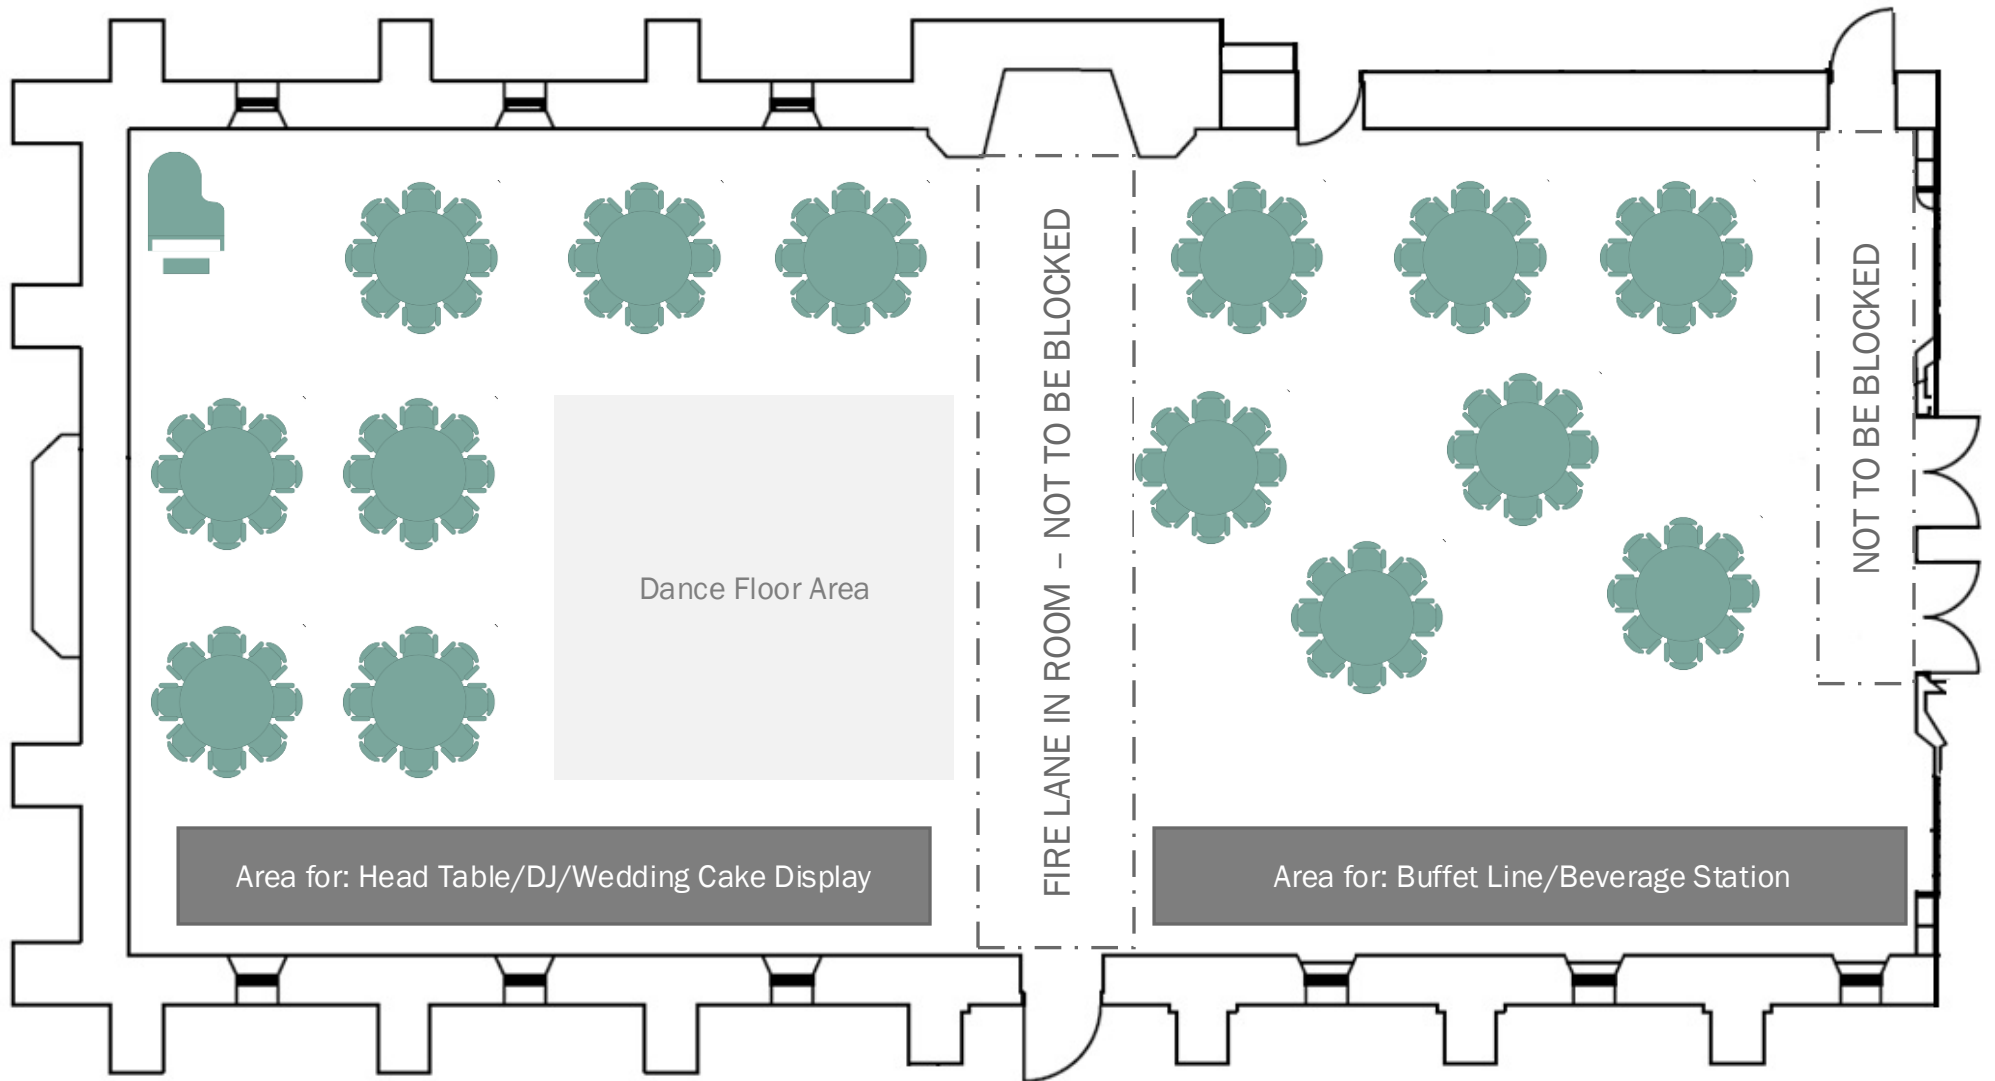 FIRE LANE IN ROOM – NOT TO BE BLOCKED
NOT TO BE BLOCKED
Dance Floor Area
Area for: Head Table/DJ/Wedding Cake Display
Area for: Buffet Line/Beverage Station